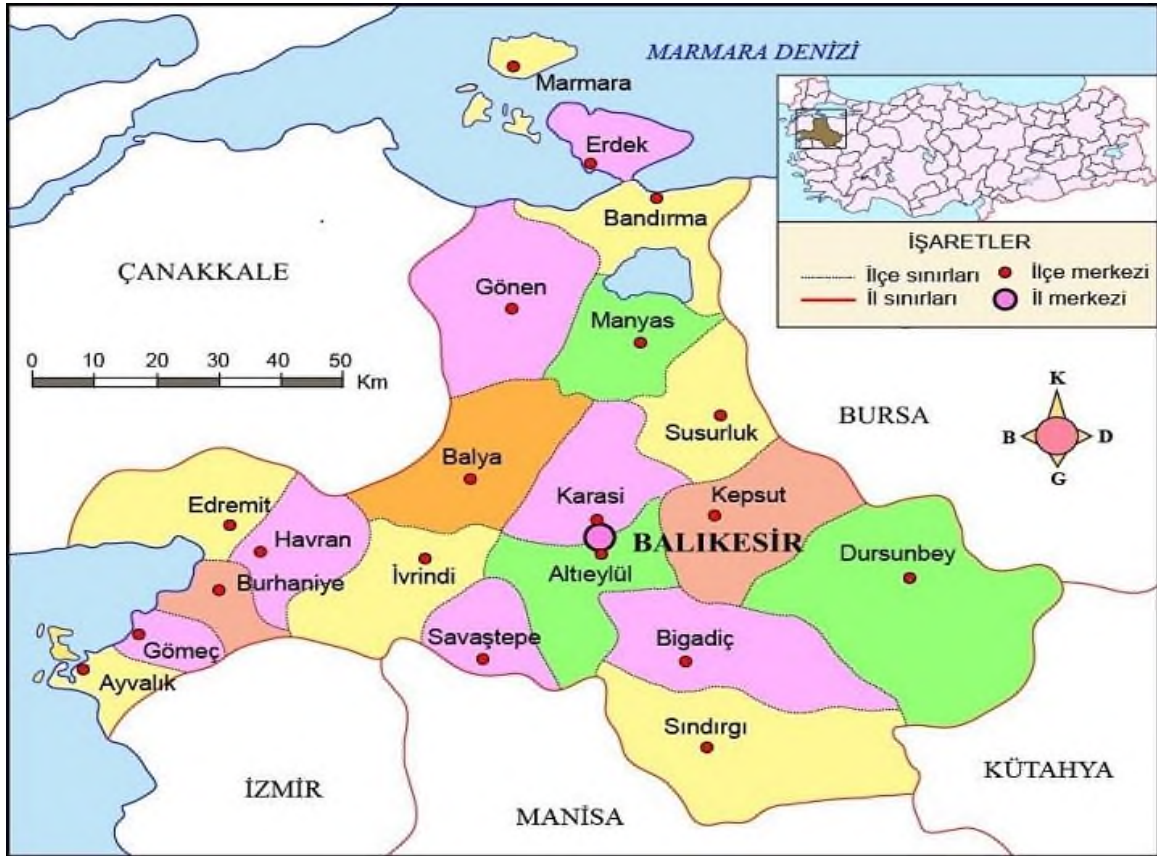 MARMARA DENİZİ
Marmara
Erdek
Bandırma
ÇANAKKALE
Gönen
Manyas
İŞARETLER
İlçe sınırları
İlçe merkezi
İl sınırları
İl merkezi
0 10 20 30 40 50
Km
K
B D
G
BURSA
Susurluk
Balya
Edremit
Karasi
Kepsut
Havran
BALIKESİR
Dursunbey
Burhaniye
İvrindi
Altıeylül
Gömeç
Savaştepe
Bigadiç
Ayvalık
Sındırgı
İZMİR
MANİSA
KÜTAHYA